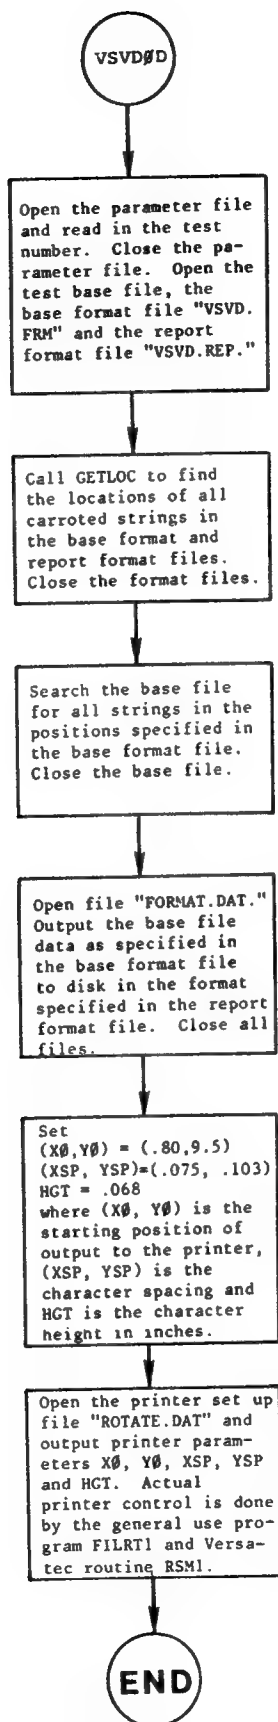 VSVDØD
Open the parameter file
and read in the test
number. Close the pa-
rameter file. Open the
test base file, the
base format file "VSVD.
FRM" and the report
format file "VSVD.REP."
Call GETLOC to find
the locations of all
carroted strings in
the base format and
report format files.
Close the format files.
Search the base file
for all strings in the
positions specified in
the base format file.
Close the base file.
Open file "FORMAT.DAT."
Output the base file
data as specified in
the base format file
to disk in the format
specified in the report
format file. Close all
files.
Set
(XØ,YØ) = (.80,9.5)
(XSP, YSP)=(.075, .103)
HGT = .068
where (XØ, YØ) is the
starting position of
output to the printer,
(XSP, YSP) is the
character spacing and
HGT is the character
height in inches.
Open the printer set up
file "ROTATE.DAT" and
output printer param-
eters XØ, YØ, XSP, YSP
and HGT. Actual
printer control is done
by the general use pro-
gram FILRT1 and Versa-
tec routine RSM1.
END